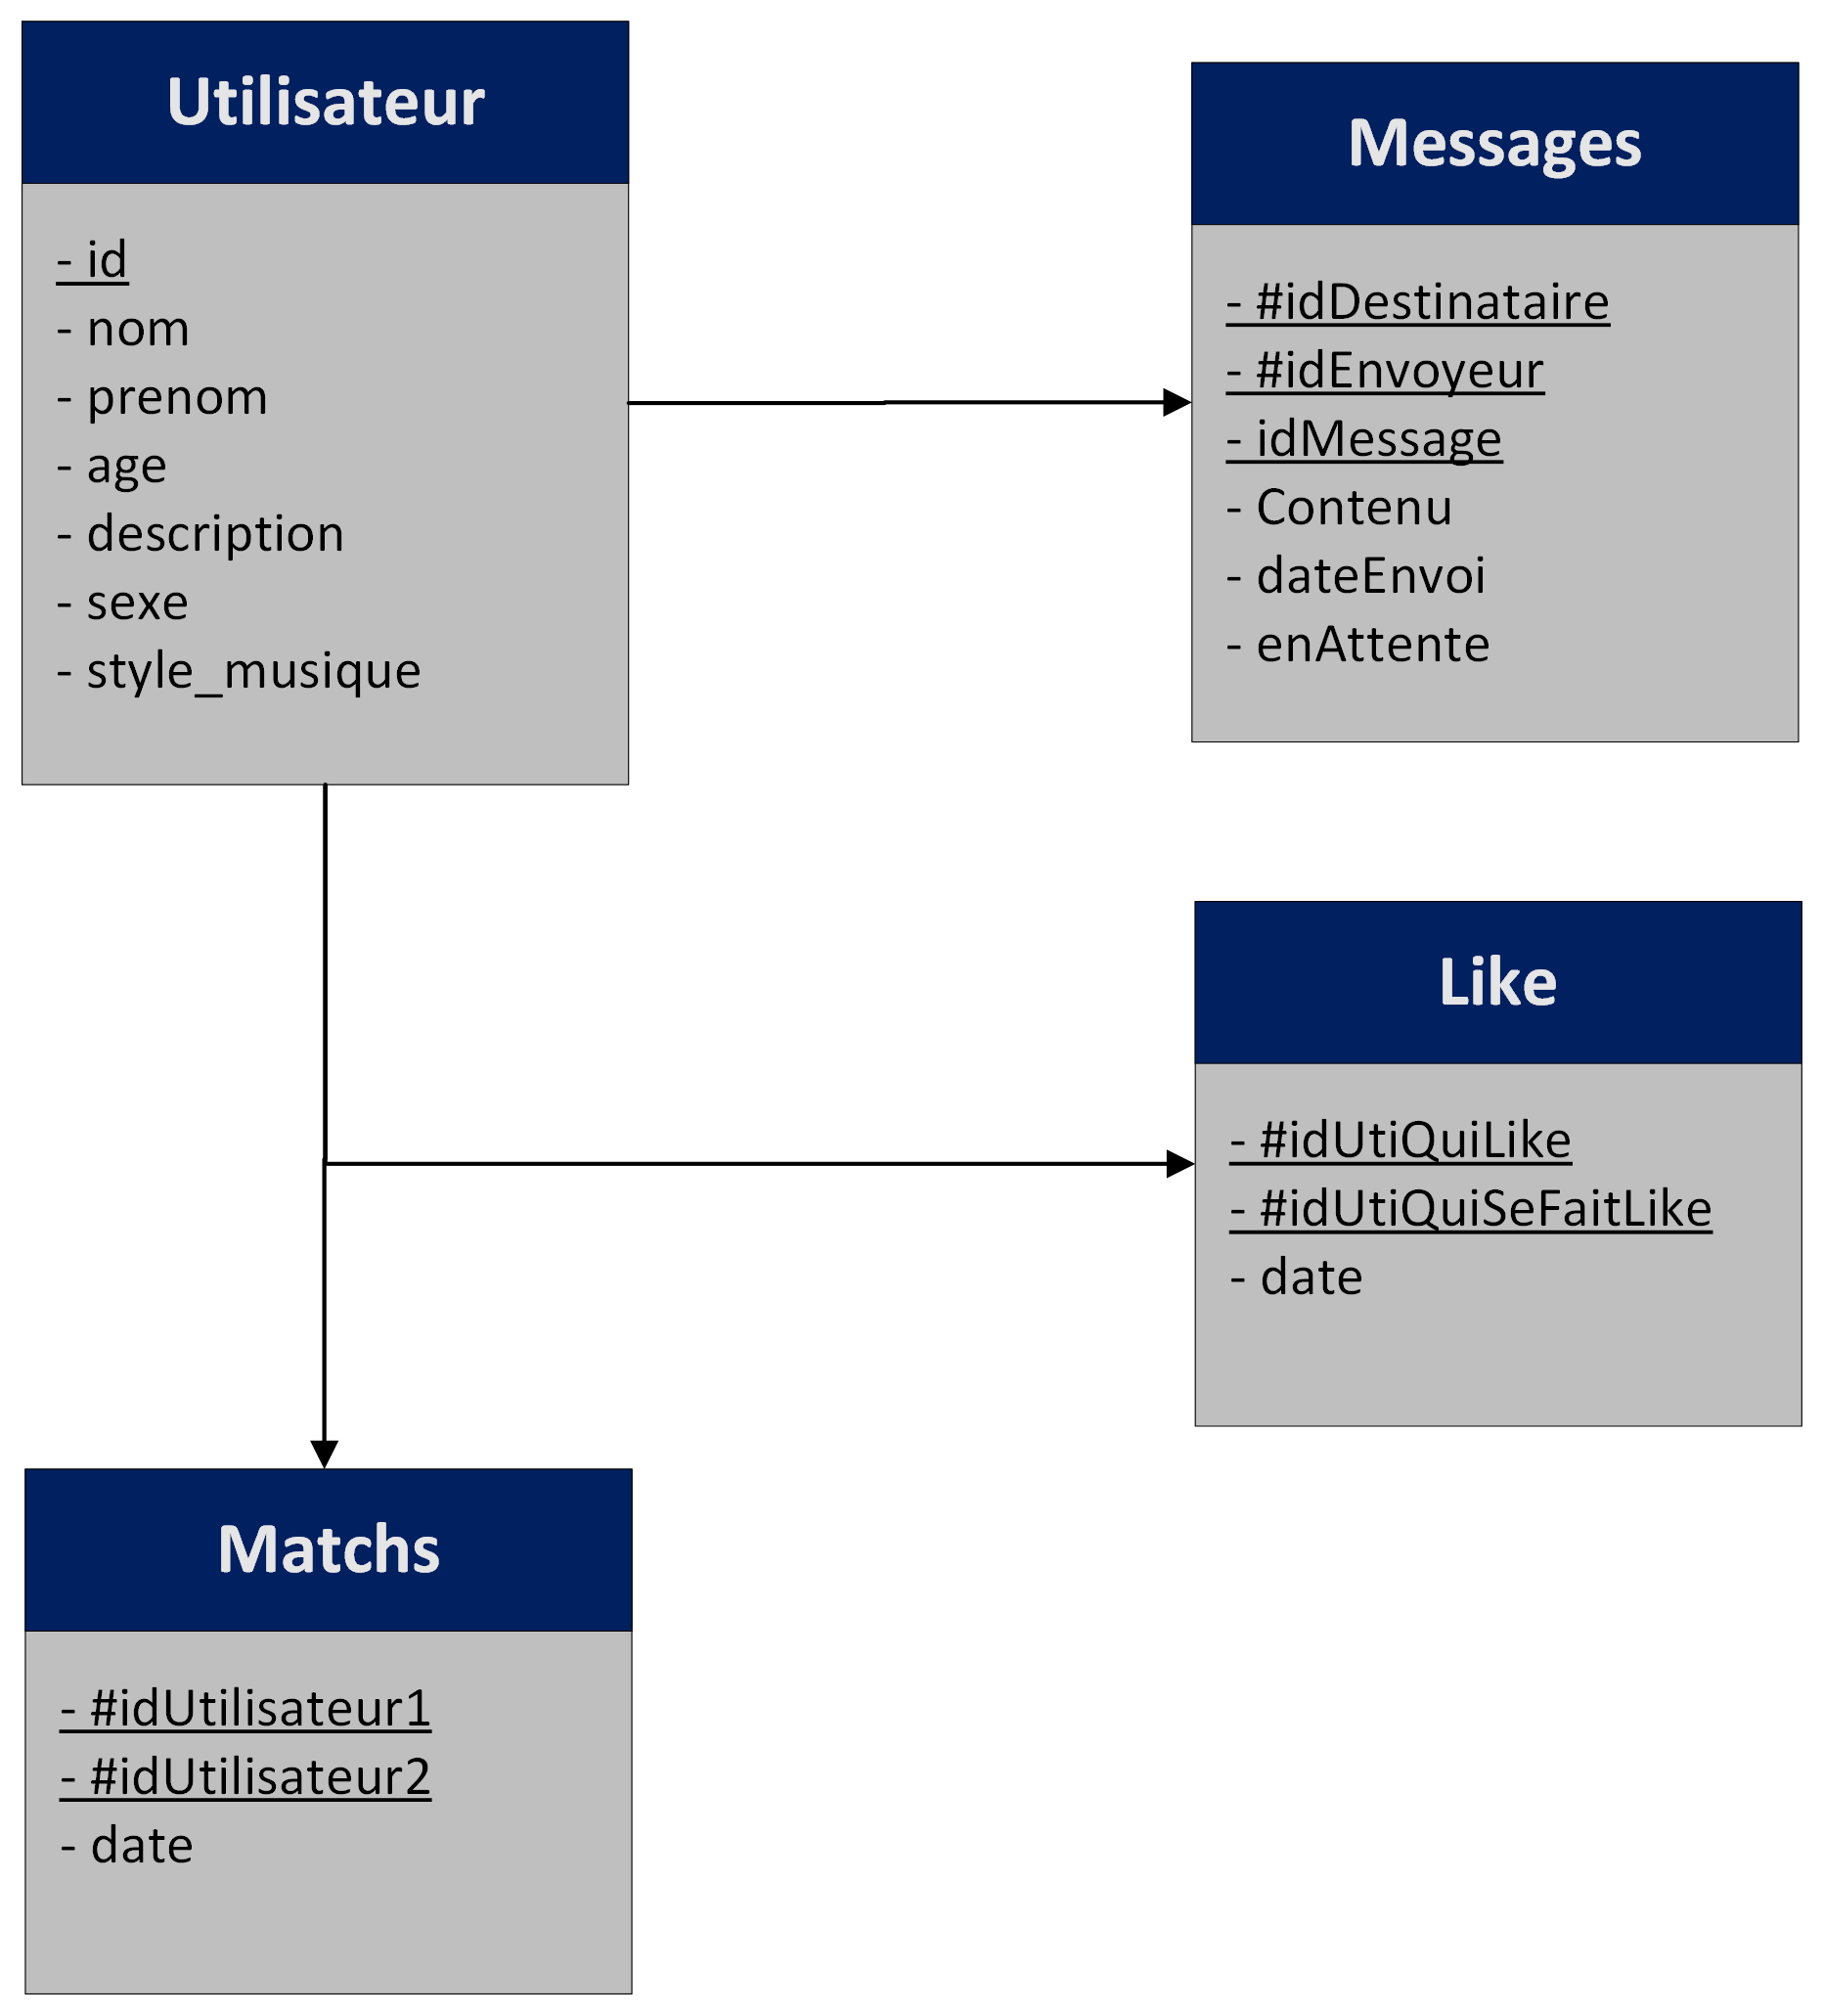 Utilisateur
- id
- nom
- prenom
- age
- description
- sexe
- style_musique
Messages
- #idDestinataire
- #idEnvoyeur
- idMessage
- Contenu
- dateEnvoi
- enAttente
Like
- #idUtiQuiLike
- #idUtiQuiSeFaitLike
- date
Matchs
- #idUtilisateur1
- #idUtilisateur2
- date